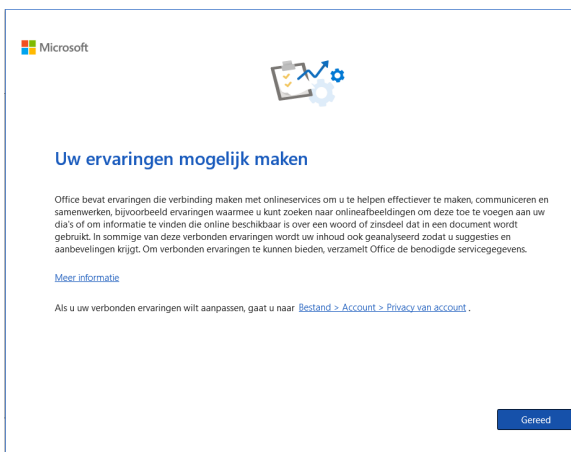 Microsoft
Uw ervaringen mogelijk maken
Office bevat ervaringen die verbinding maken met onlineservices om u te helpen effectiever te maken, communiceren en
samenwerken, bijvoorbeeld ervaringen waarmee u kunt zoeken naar onlineafbeeldingen om deze toe te voegen aan uw
dia's of om informatie te vinden die online beschikbaar is over een woord of zinsdeel dat in een document wordt
gebruikt. In sommige van deze verbonden ervaringen wordt uw inhoud ook geanalyseerd zodat u suggesties en
aanbevelingen krijgt. Om verbonden ervaringen te kunnen bieden, verzamelt Office de benodigde servicegegevens.
Meer informatie
Als u uw verbonden ervaringen wilt aanpassen, gaat u naar Bestand > Account > Privacy van account .
Gereed